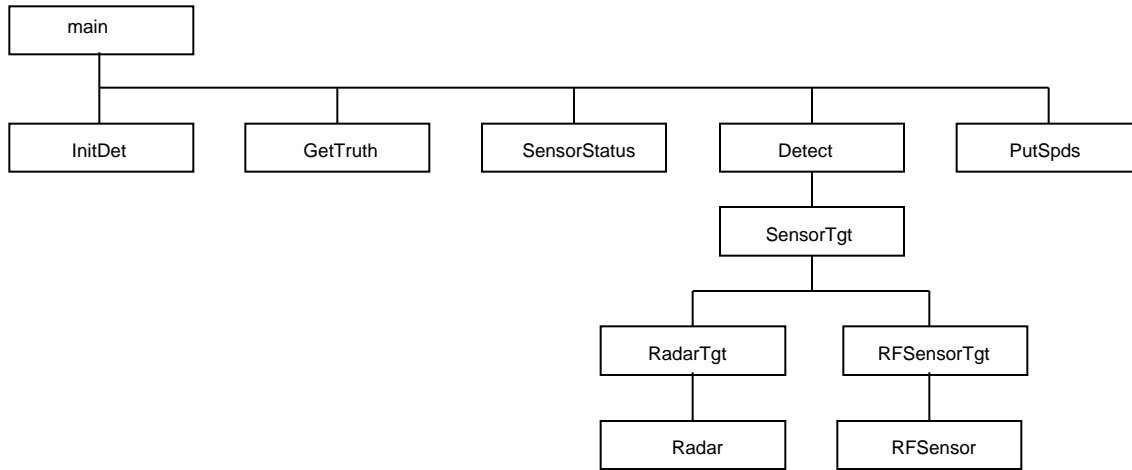 main
InitDet
GetTruth
SensorStatus
Detect
PutSpds
SensorTgt
RadarTgt
RFSensorTgt
Radar
RFSensor